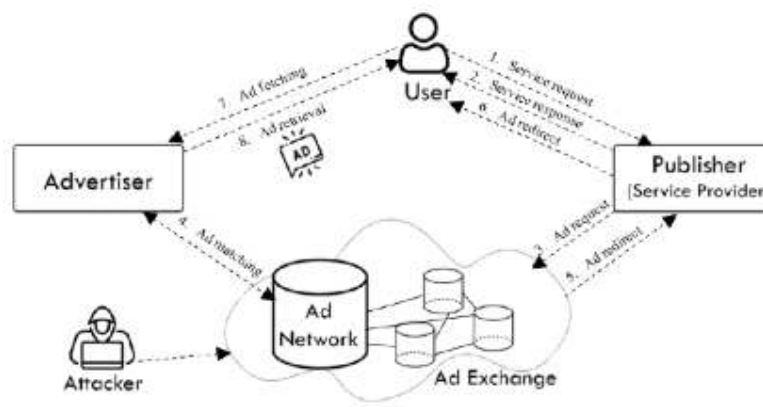 1. Service request
2. Service response
6. Ad redirect
User
7. Ad fetching
8. Ad retrieval
AD
Advertiser
Publisher
(Service Provider
3. Ad request
5. Ad redirect
4. Ad matching
Ad
Network
Ad Exchange
Attacker